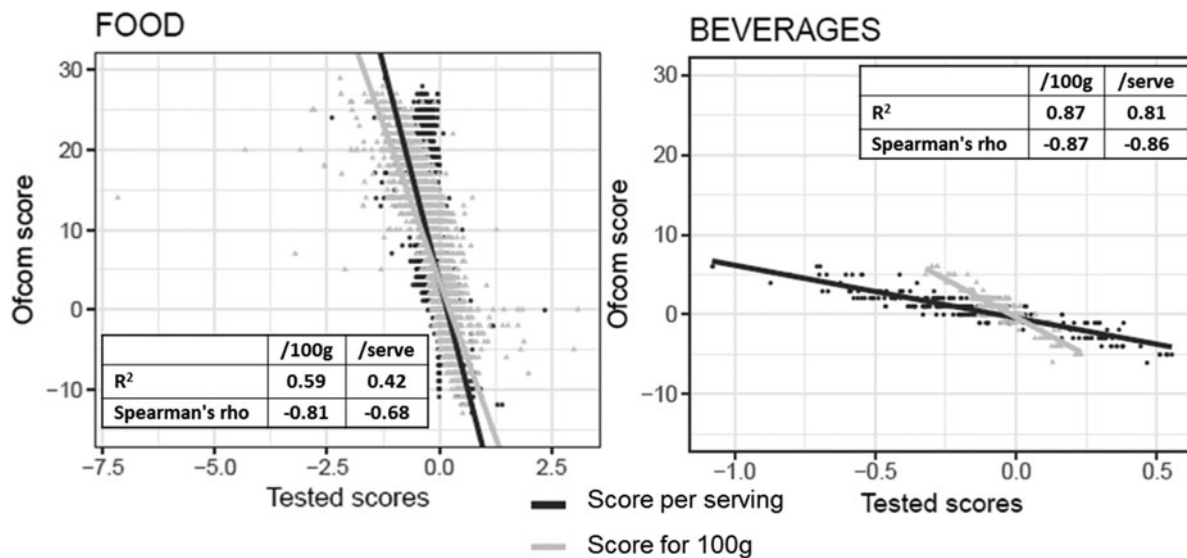 FOOD
30
20
10
0
−10
Ofcom score
/100g /serve
R² 0.59 0.42
Spearman's rho -0.81 -0.68
−7.5 −5.0 −2.5 0.0 2.5
Tested scores
BEVERAGES
30
20
10
0
−10
Ofcom score
/100g /serve
R² 0.87 0.81
Spearman's rho -0.87 -0.86
−1.0 −0.5 0.0 0.5
Tested scores
Score per serving
Score for 100g